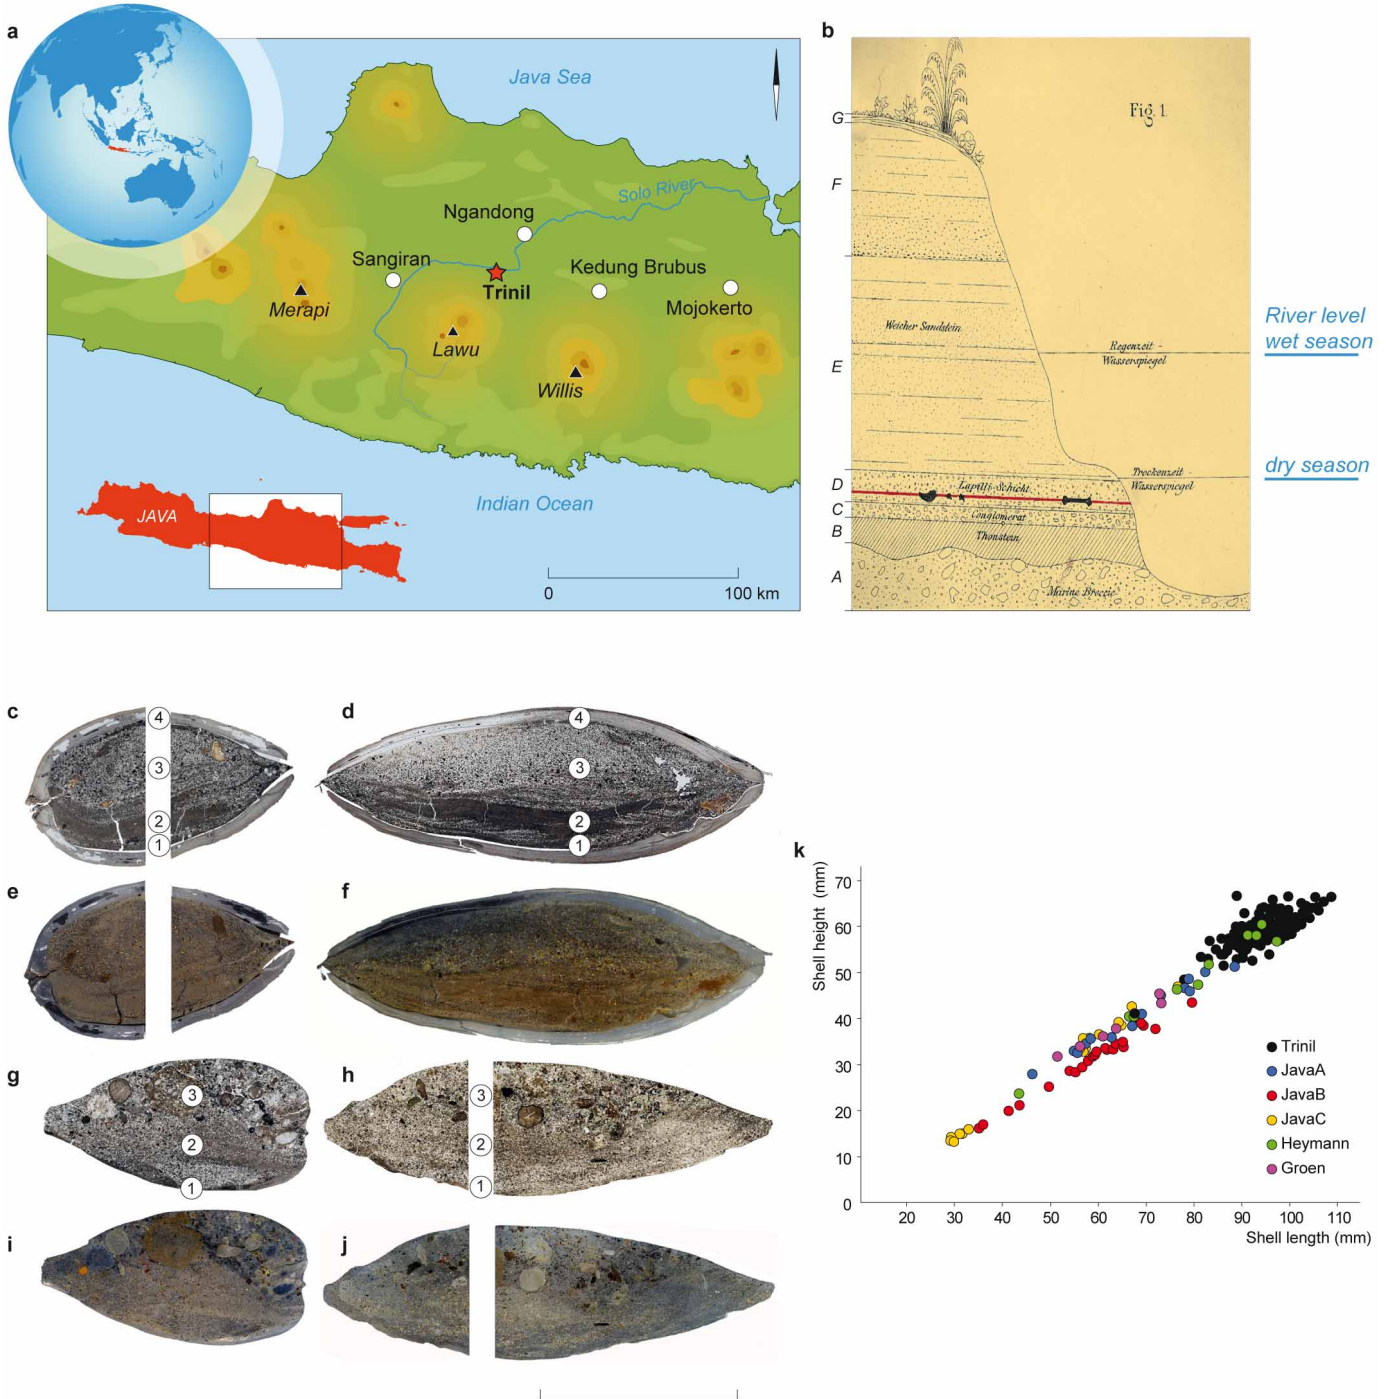 a
Java Sea
Solo River
Ngandong
Sangiran
Trinil
Kedung Brubus
Mojokerto
Merapi
Lawu
Willis
Indian Ocean
JAVA
0
100 km
b
Fig. 1.
G
F
E
D
C
B
A
Weicher Sandstein
Regenzeit -
Wasserspiegel
Trockenzeit -
Wasserspiegel
Lapilli-Schicht
Conglomerat
Thonstein
Marine Breccie
River level
wet season
dry season
c
4
3
2
1
d
4
3
2
1
e
f
g
3
2
1
h
3
2
1
i
j
k
Shell height (mm)
70
60
50
40
30
20
10
0
20
30
40
50
60
70
80
90
100
110
Shell length (mm)
Trinil
JavaA
JavaB
JavaC
Heymann
Groen